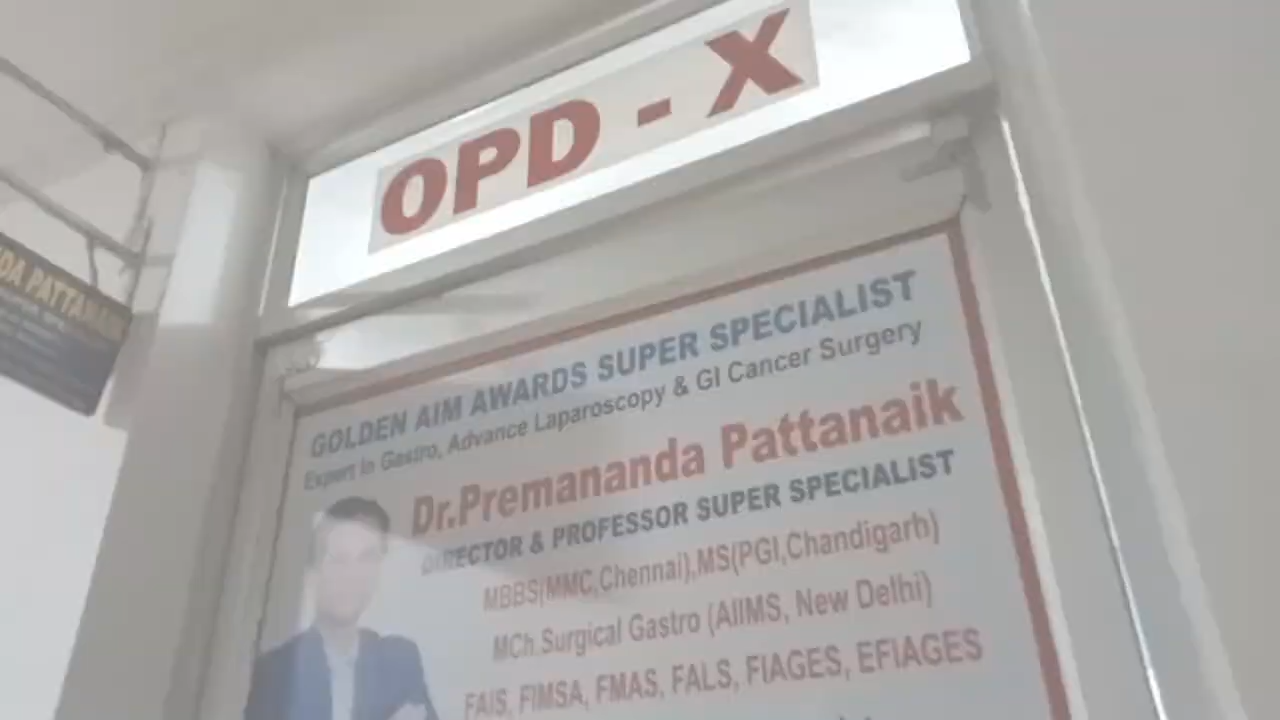 OPD - X
DA PATTANAIK
GOLDEN AIM AWARDS SUPER SPECIALIST
Expert in Gastro, Advance Laparoscopy & GI Cancer Surgery
Dr.Premananda Pattanaik
DIRECTOR & PROFESSOR SUPER SPECIALIST
MBBS(MMC,Chennai),MS(PGI,Chandigarh)
MCh.Surgical Gastro (AIIMS, New Delhi)
FAIS, FIMSA, FMAS, FALS, FIAGES, EFIAGES